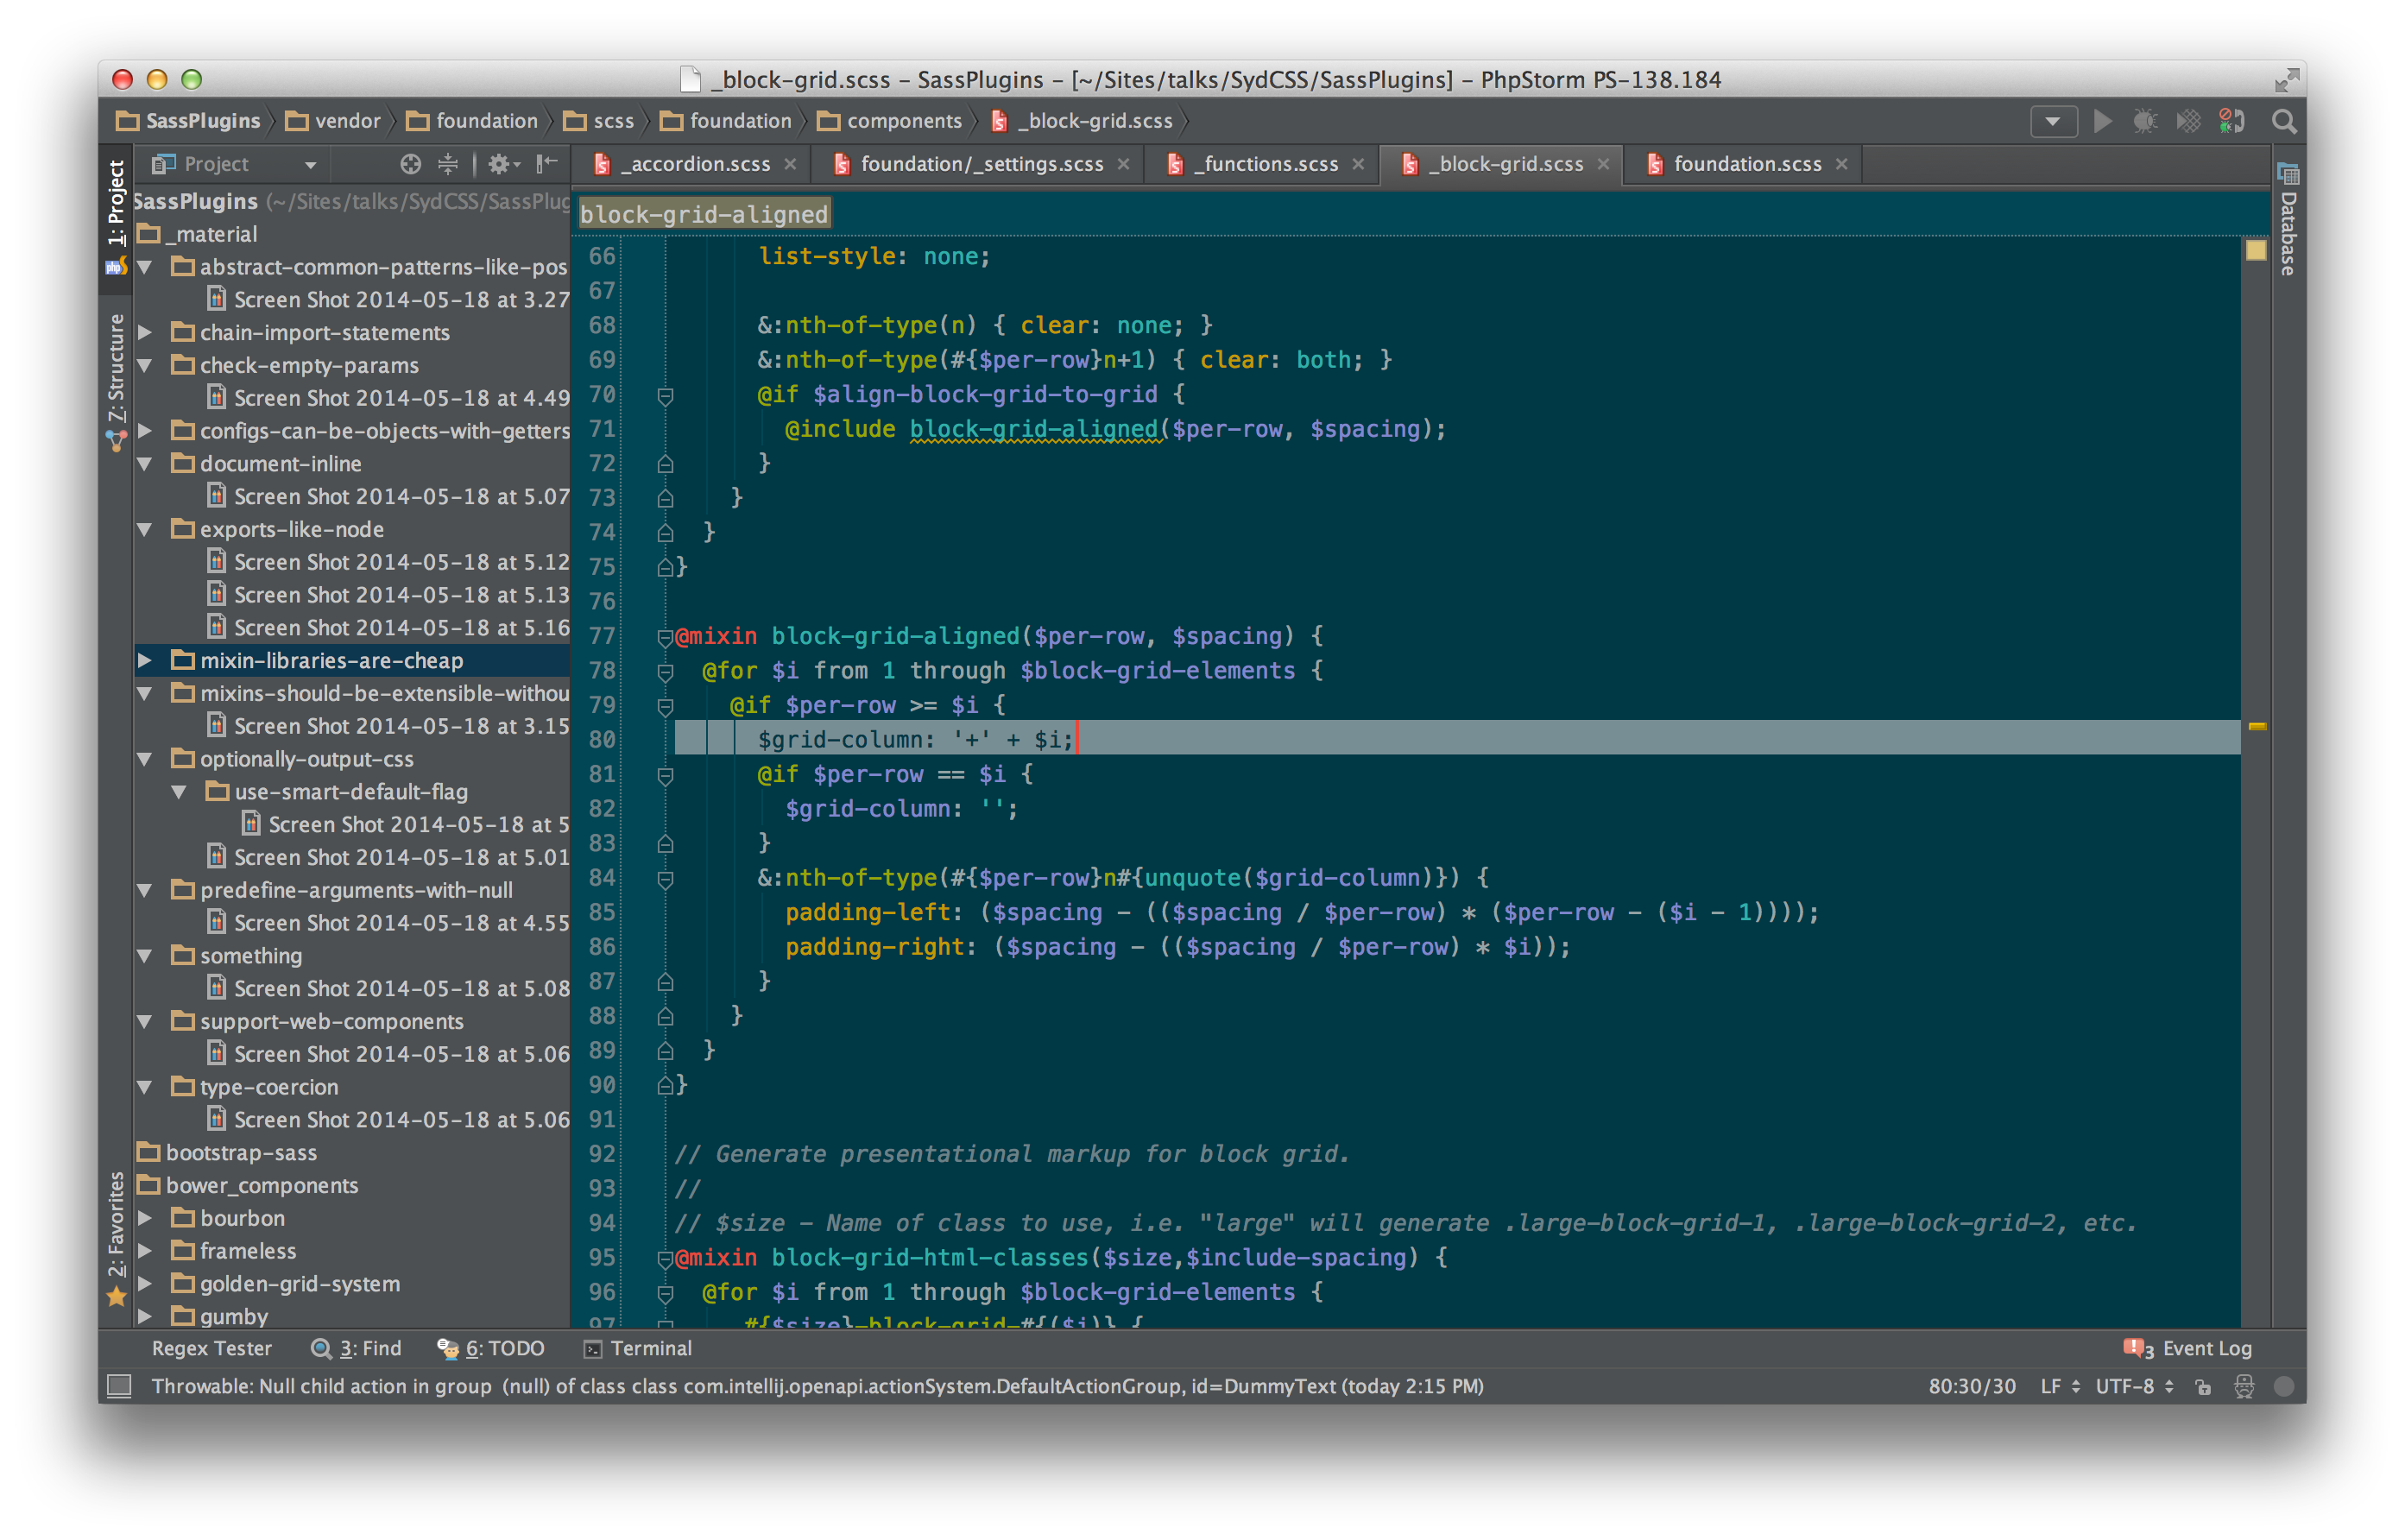 _block-grid.scss – SassPlugins – [~/Sites/talks/SydCSS/SassPlugins] – PhpStorm PS-138.184
SassPlugins vendor foundation scss foundation components _block-grid.scss
1: Project
7: Structure
2: Favorites
Project
SassPlugins (~/Sites/talks/SydCSS/SassPlug
_material
abstract-common-patterns-like-pos
Screen Shot 2014-05-18 at 3.27
chain-import-statements
check-empty-params
Screen Shot 2014-05-18 at 4.49
configs-can-be-objects-with-getters
document-inline
Screen Shot 2014-05-18 at 5.07
exports-like-node
Screen Shot 2014-05-18 at 5.12
Screen Shot 2014-05-18 at 5.13
Screen Shot 2014-05-18 at 5.16
mixin-libraries-are-cheap
mixins-should-be-extensible-withou
Screen Shot 2014-05-18 at 3.15
optionally-output-css
use-smart-default-flag
Screen Shot 2014-05-18 at 5
Screen Shot 2014-05-18 at 5.01
predefine-arguments-with-null
Screen Shot 2014-05-18 at 4.55
something
Screen Shot 2014-05-18 at 5.08
support-web-components
Screen Shot 2014-05-18 at 5.06
type-coercion
Screen Shot 2014-05-18 at 5.06
bootstrap-sass
bower_components
bourbon
frameless
golden-grid-system
gumby
_accordion.scss foundation/_settings.scss _functions.scss _block-grid.scss foundation.scss
block-grid-aligned
66 list-style: none;
67
68 &:nth-of-type(n) { clear: none; }
69 &:nth-of-type(#{$per-row}n+1) { clear: both; }
70 @if $align-block-grid-to-grid {
71 @include block-grid-aligned($per-row, $spacing);
72 }
73 }
74 }
75 }
76
77 @mixin block-grid-aligned($per-row, $spacing) {
78 @for $i from 1 through $block-grid-elements {
79 @if $per-row >= $i {
80 $grid-column: '+' + $i;
81 @if $per-row == $i {
82 $grid-column: '';
83 }
84 &:nth-of-type(#{$per-row}n#{unquote($grid-column)}) {
85 padding-left: ($spacing - (($spacing / $per-row) * ($per-row - ($i - 1))));
86 padding-right: ($spacing - (($spacing / $per-row) * $i));
87 }
88 }
89 }
90 }
91
92 // Generate presentational markup for block grid.
93 //
94 // $size - Name of class to use, i.e. "large" will generate .large-block-grid-1, .large-block-grid-2, etc.
95 @mixin block-grid-html-classes($size,$include-spacing) {
96 @for $i from 1 through $block-grid-elements {
97 #{$size}-block-grid-#{($i)} {
Database
Regex Tester 3: Find 6: TODO Terminal 3 Event Log
Throwable: Null child action in group (null) of class class com.intellij.openapi.actionSystem.DefaultActionGroup, id=DummyText (today 2:15 PM) 80:30/30 LF UTF-8